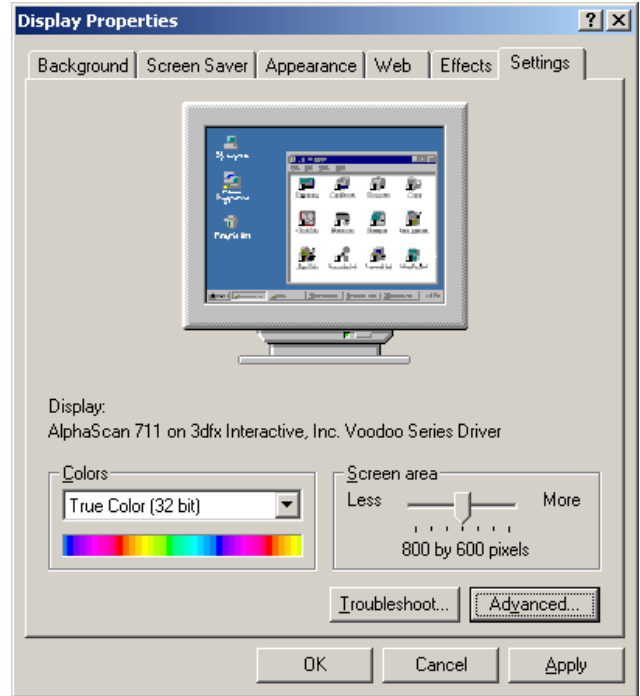 Display Properties
Background Screen Saver Appearance Web Effects Settings
Display:
AlphaScan 711 on 3dfx Interactive, Inc. Voodoo Series Driver
Colors
True Color (32 bit)
Screen area
Less More
800 by 600 pixels
Troubleshoot... Advanced...
OK Cancel Apply